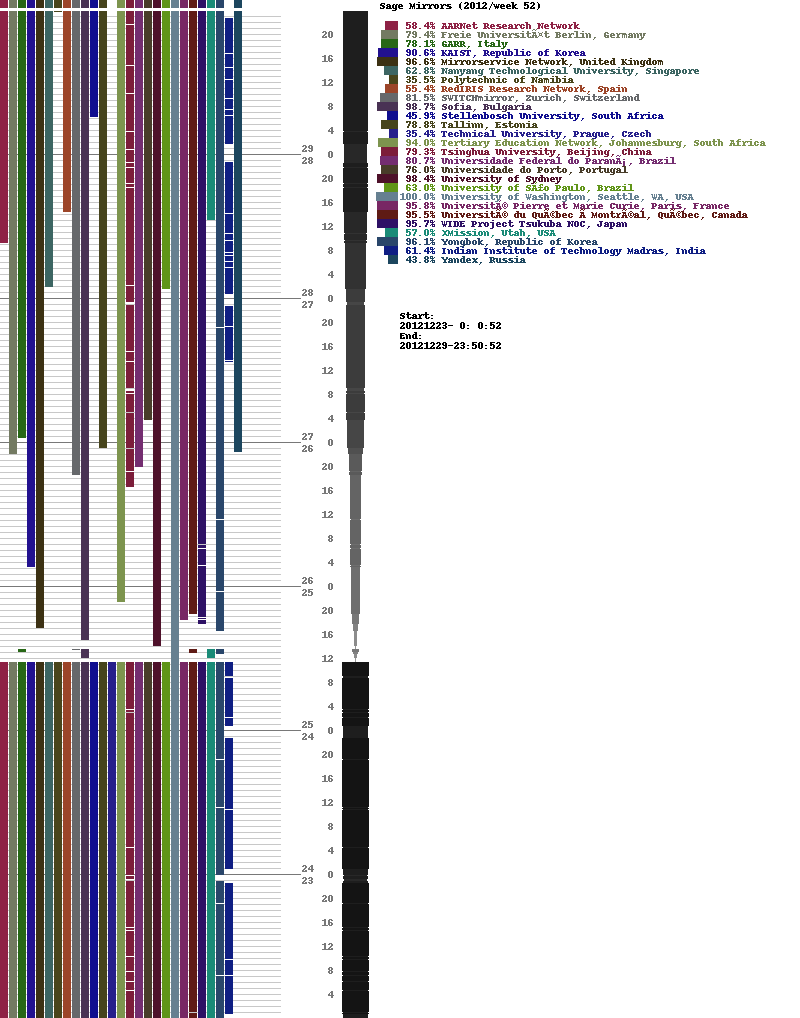 Sage Mirrors (2012/week 52)
58.4% AARNet Research Network
79.4% Freie UniversitÃ¤t Berlin, Germany
78.1% GARR, Italy
90.6% KAIST, Republic of Korea
96.6% Mirrorservice Network, United Kingdom
62.8% Nanyang Technological University, Singapore
35.5% Polytechnic of Namibia
55.4% RedIRIS Research Network, Spain
81.5% SWITCHmirror, Zurich, Switzerland
98.7% Sofia, Bulgaria
45.9% Stellenbosch University, South Africa
78.8% Tallinn, Estonia
35.4% Technical University, Prague, Czech
94.0% Tertiary Education Network, Johannesburg, South Africa
79.3% Tsinghua University, Beijing, China
80.7% Universidade Federal do ParanÃ¡, Brazil
76.0% Universidade do Porto, Portugal
98.4% University of Sydney
63.0% University of SÃ£o Paulo, Brazil
100.0% University of Washington, Seattle, WA, USA
95.8% UniversitÃ© Pierre et Marie Curie, Paris, France
95.5% UniversitÃ© du QuÃ©bec A MontrÃ©al, QuÃ©bec, Canada
95.7% WIDE Project Tsukuba NOC, Japan
57.0% XMission, Utah, USA
96.1% Yongbok, Republic of Korea
61.4% Indian Institute of Technology Madras, India
43.8% Yandex, Russia
Start:
20121223- 0: 0:52
End:
20121229-23:50:52
20
16
12
8
4
29
0
28
20
16
12
8
4
28
0
27
20
16
12
8
4
27
0
26
20
16
12
8
4
26
0
25
20
16
12
8
4
25
0
24
20
16
12
8
4
24
0
23
20
16
12
8
4